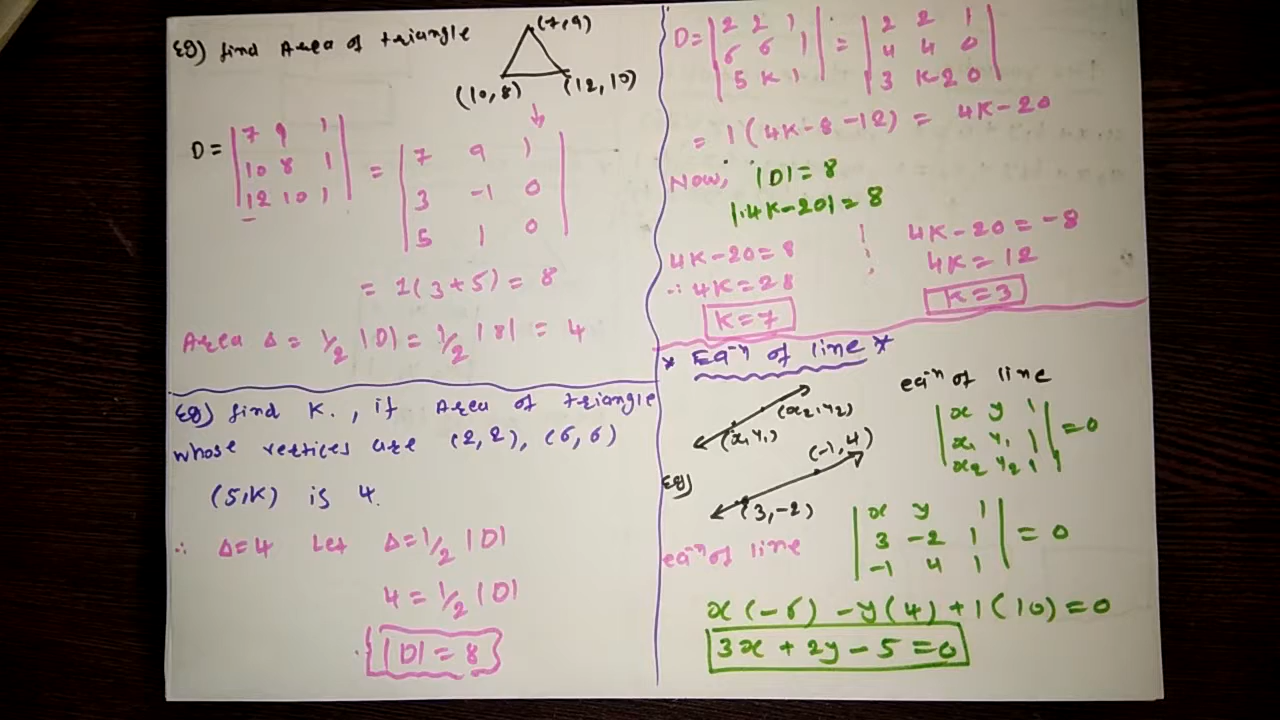 Eg) find Area of triangle
(7,9)
(10,8) (12,10)
D = | 7 9 1 | = | 7 9 1 |
| 10 8 1 | | 3 -1 0 |
| 12 10 1 | | 5 1 0 |
= 1(3+5) = 8
Area Δ = 1/2 |D| = 1/2 |8| = 4
Eg) find K., if Area of triangle
whose vertices are (2,2), (6,6)
(5,K) is 4.
∴ Δ=4 Let Δ=1/2 |D|
4 = 1/2 |D|
|D| = 8
D = | 2 2 1 | = | 2 2 1 |
| 6 6 1 | | 4 4 0 |
| 5 K 1 | | 3 K-2 0 |
= 1(4K-8-12) = 4K-20
Now, |D| = 8
|4K-20| = 8
4K-20=8 4K-20=-8
∴ 4K=28 4K=12
K=7 K=3
* Eqⁿ of line *
(x₂,y₂)
(x₁,y₁)
eqⁿ of line
| x y 1 |
| x₁ y₁ 1 | = 0
| x₂ y₂ 1 |
Eg)
(-1,4)
(3,-2)
eqⁿ of line
| x y 1 |
| 3 -2 1 | = 0
| -1 4 1 |
x(-6) -y(4) + 1(10) = 0
3x + 2y - 5 = 0